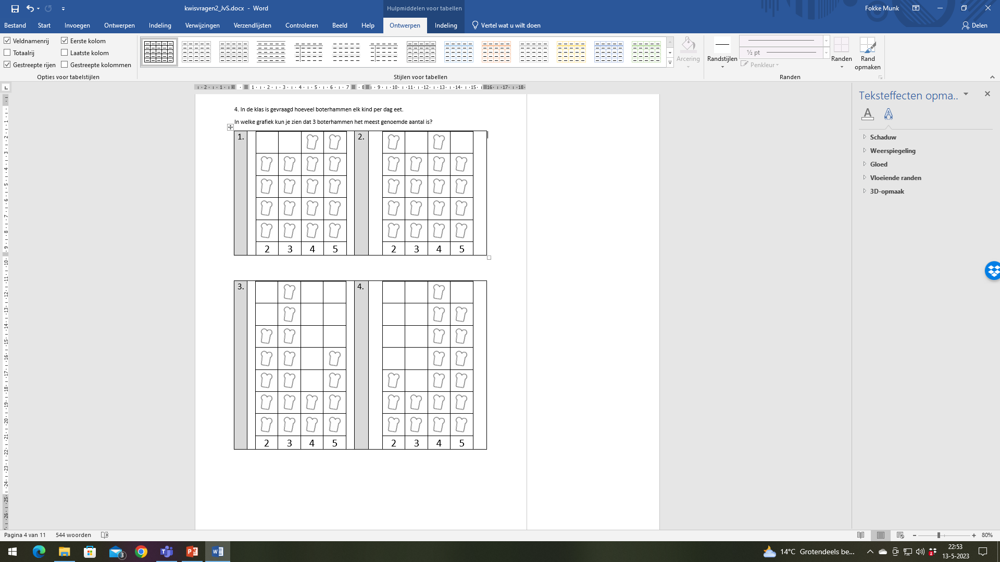 kwisvragen2_JvS.docx - Word
Hulpmiddelen voor tabellen
Fokke Munk
Bestand Start Invoegen Ontwerpen Indeling Verwijzingen Verzendlijsten Controleren Beeld Help Ontwerpen Indeling Vertel wat u wilt doen Delen
Veldnamenrij Eerste kolom
Totaalrij Laatste kolom
Gestreepte rijen Gestreepte kolommen
Opties voor tabelstijlen
Stijlen voor tabellen
Arcering
Randstijlen
½ pt
Penkleur
Randen
Rand opmaken
Randen
4. In de klas is gevraagd hoeveel boterhammen elk kind per dag eet.
In welke grafiek kun je zien dat 3 boterhammen het meest genoemde aantal is?
1. 2.
2 3 4 5 2 3 4 5
3. 4.
2 3 4 5 2 3 4 5
Teksteffecten opma..
Schaduw
Weerspiegeling
Gloed
Vloeiende randen
3D-opmaak
Pagina 4 van 11 544 woorden
80%
3
14°C Grotendeels be...
2
22:53
13-5-2023